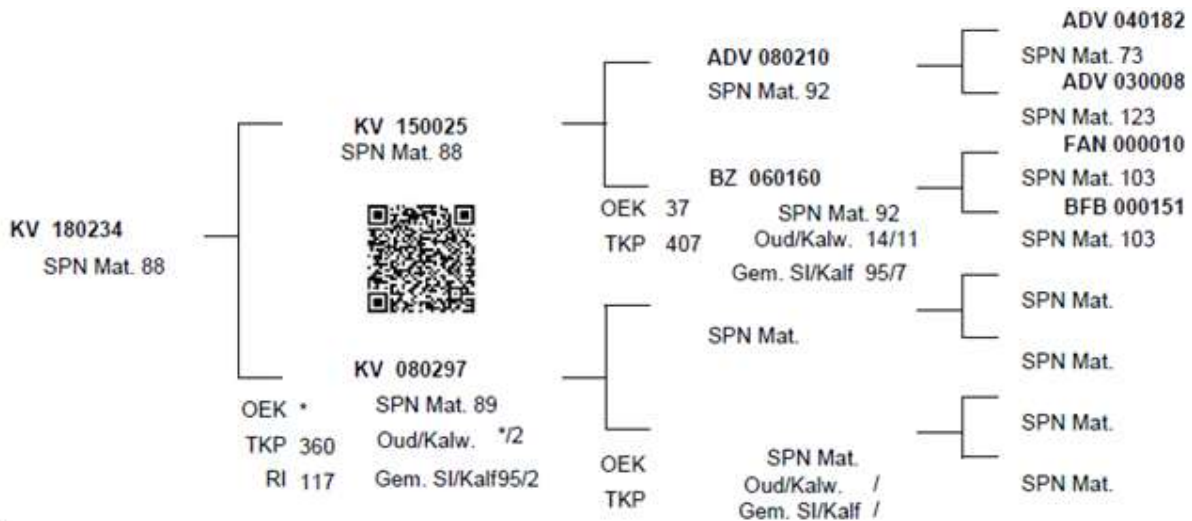 ADV 040182
ADV 080210
SPN Mat. 73
SPN Mat. 92
ADV 030008
SPN Mat. 123
KV 150025
FAN 000010
SPN Mat. 88
BZ 060160
SPN Mat. 103
OEK 37
SPN Mat. 92
BFB 000151
KV 180234
TKP 407
Oud/Kalw. 14/11
SPN Mat. 103
SPN Mat. 88
Gem. SI/Kalf 95/7
SPN Mat.
SPN Mat.
SPN Mat.
KV 080297
OEK *
SPN Mat. 89
TKP 360
Oud/Kalw. */2
SPN Mat.
RI 117
Gem. SI/Kalf95/2
OEK
SPN Mat.
SPN Mat.
TKP
Oud/Kalw. /
Gem. SI/Kalf /